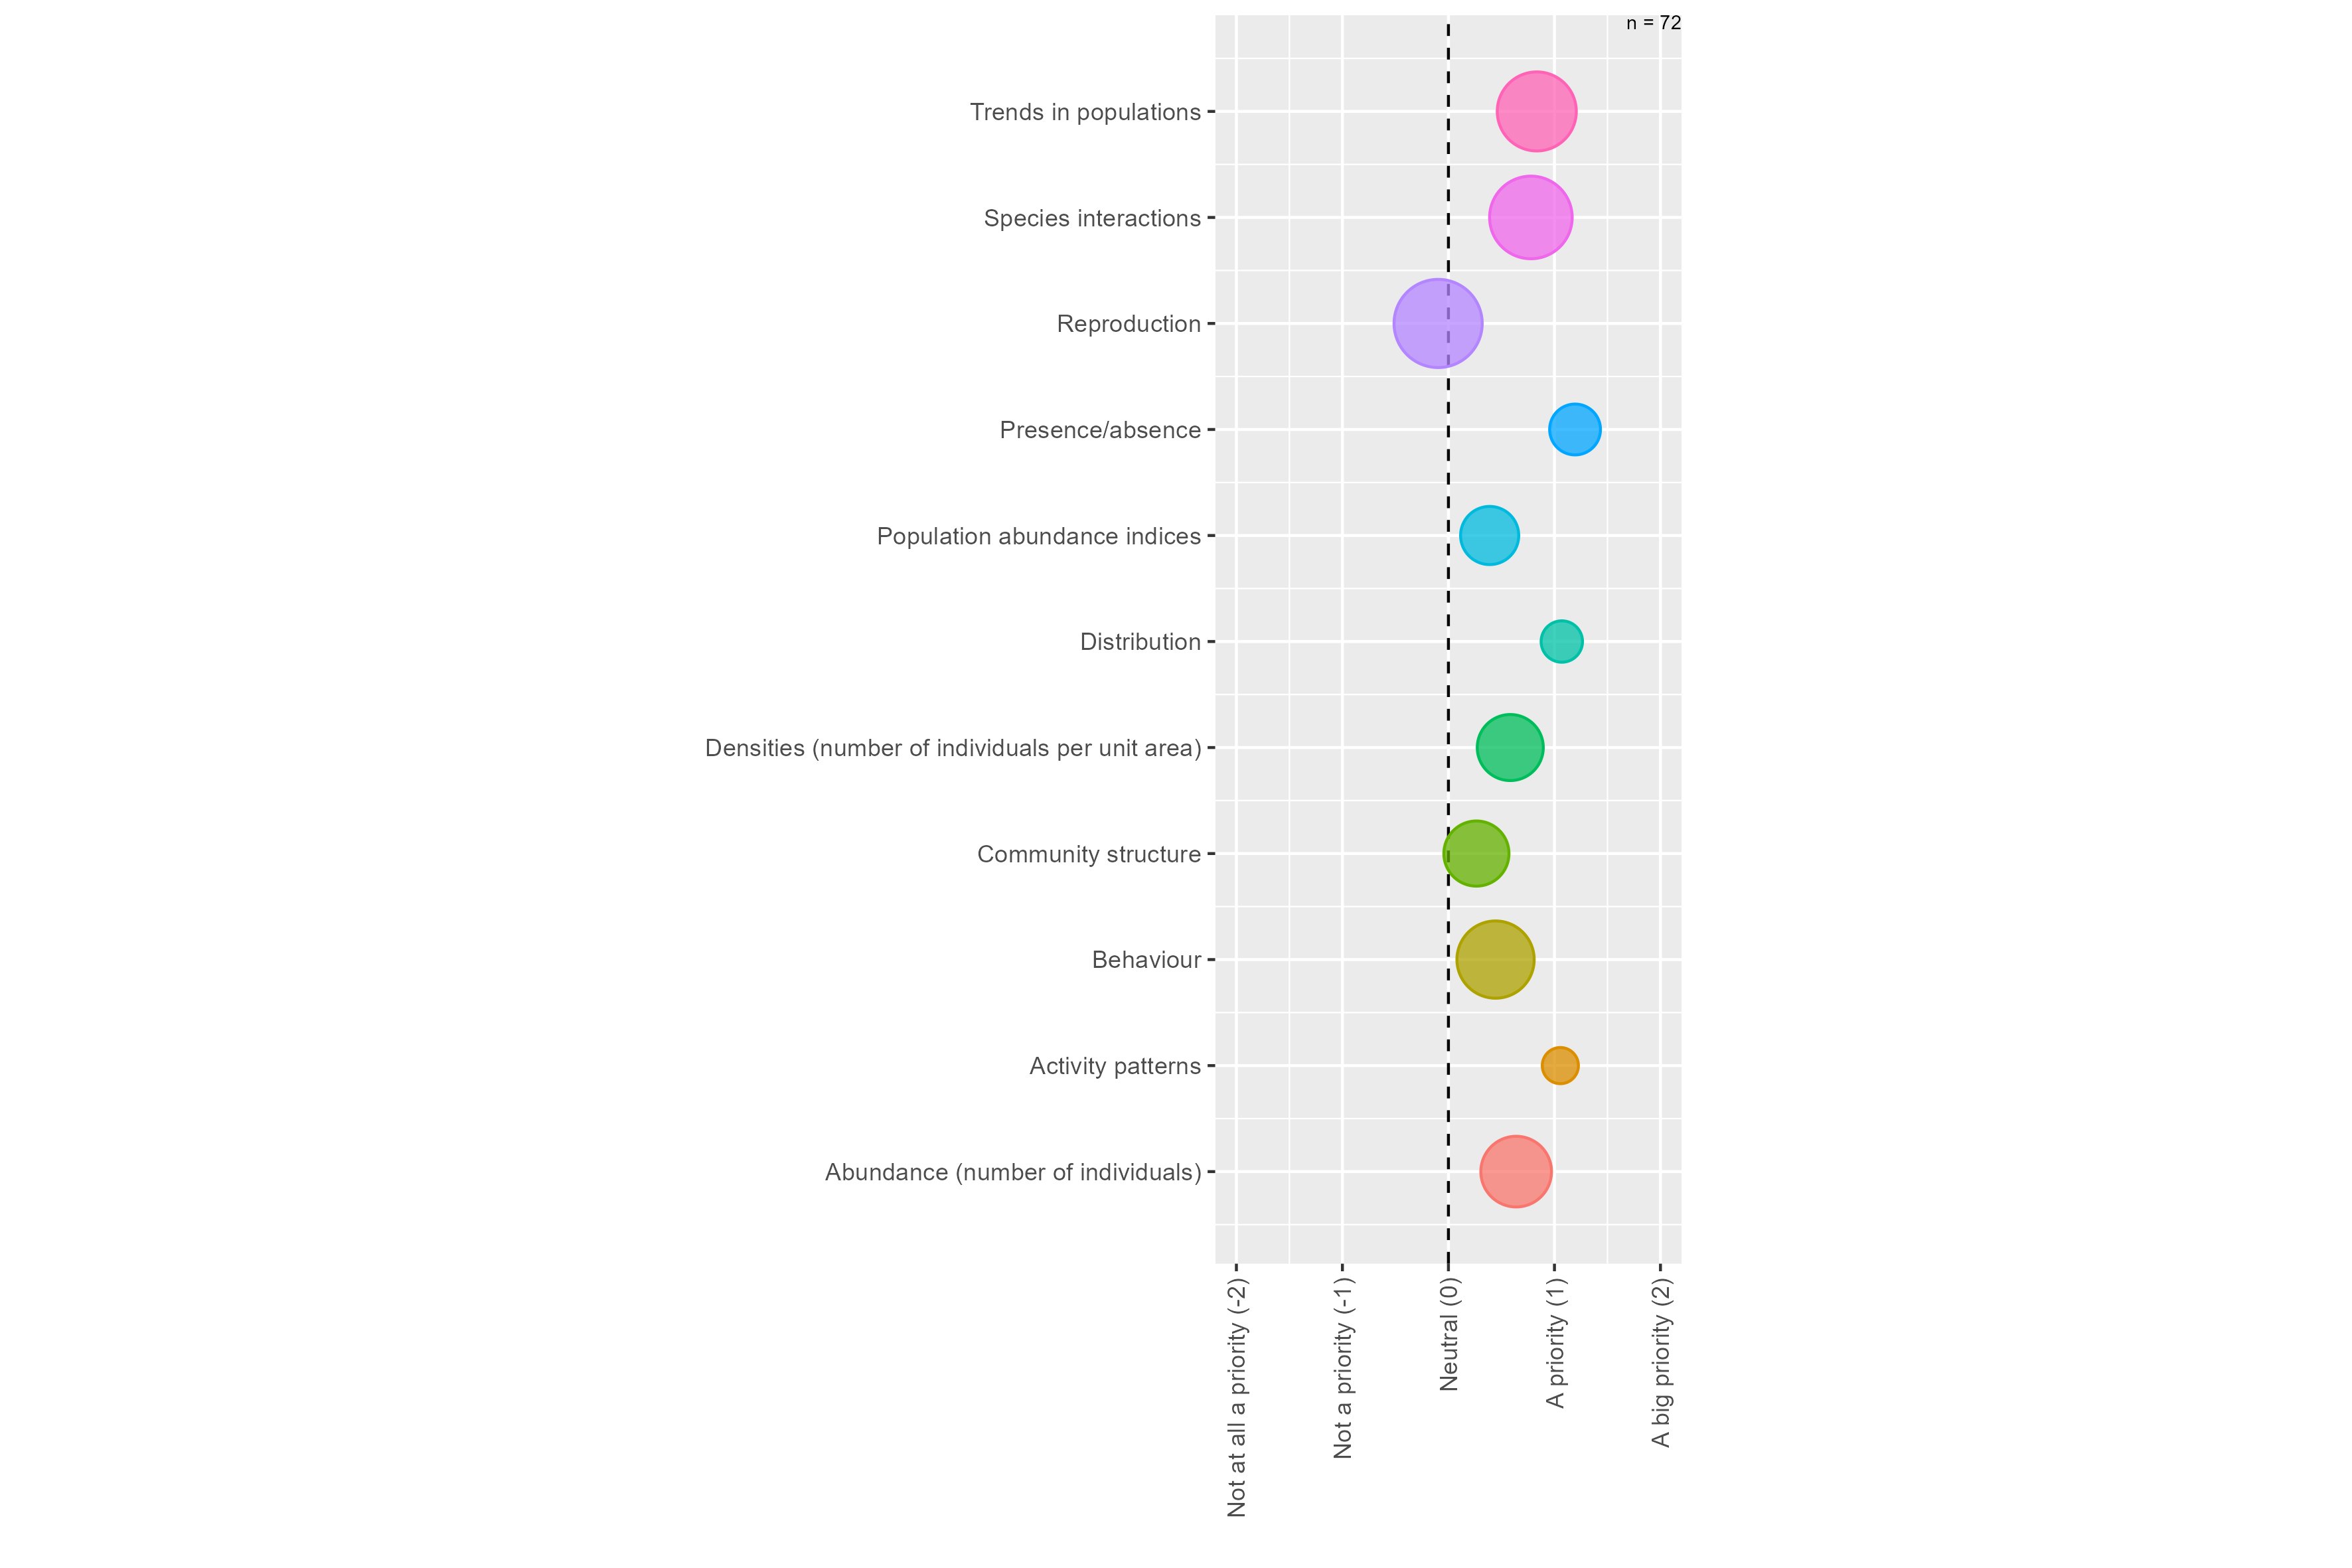 n = 72
Trends in populations
Species interactions
Reproduction
Presence/absence
Population abundance indices
Distribution
Densities (number of individuals per unit area)
Community structure
Behaviour
Activity patterns
Abundance (number of individuals)
Not at all a priority (-2)
Not a priority (-1)
Neutral (0)
A priority (1)
A big priority (2)